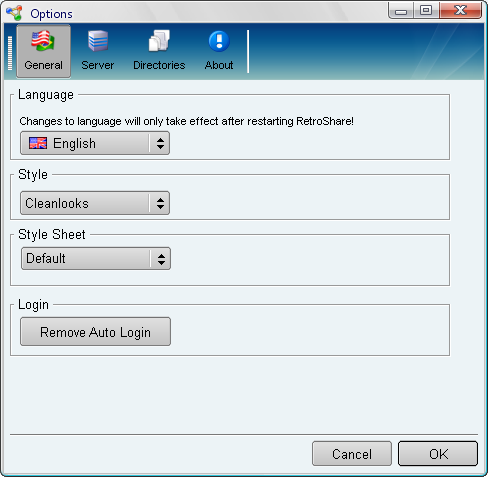 Options
General Server Directories About
Language
Changes to language will only take effect after restarting RetroShare!
English
Style
Cleanlooks
Style Sheet
Default
Login
Remove Auto Login
Cancel OK